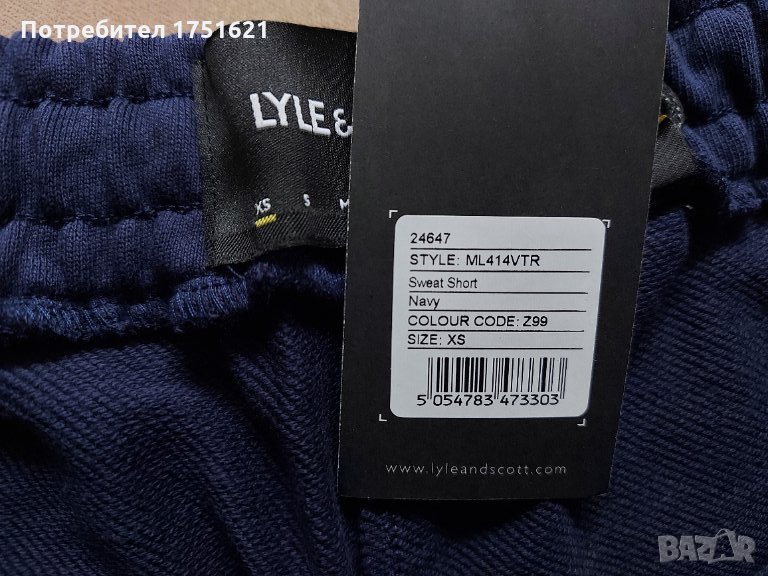 Потребител 1751621
LYLE &
XS S M
24647
STYLE: ML414VTR
Sweat Short
Navy
COLOUR CODE: Z99
SIZE: XS
5 054783 473303
www.lyleandscott.com
BAZAR